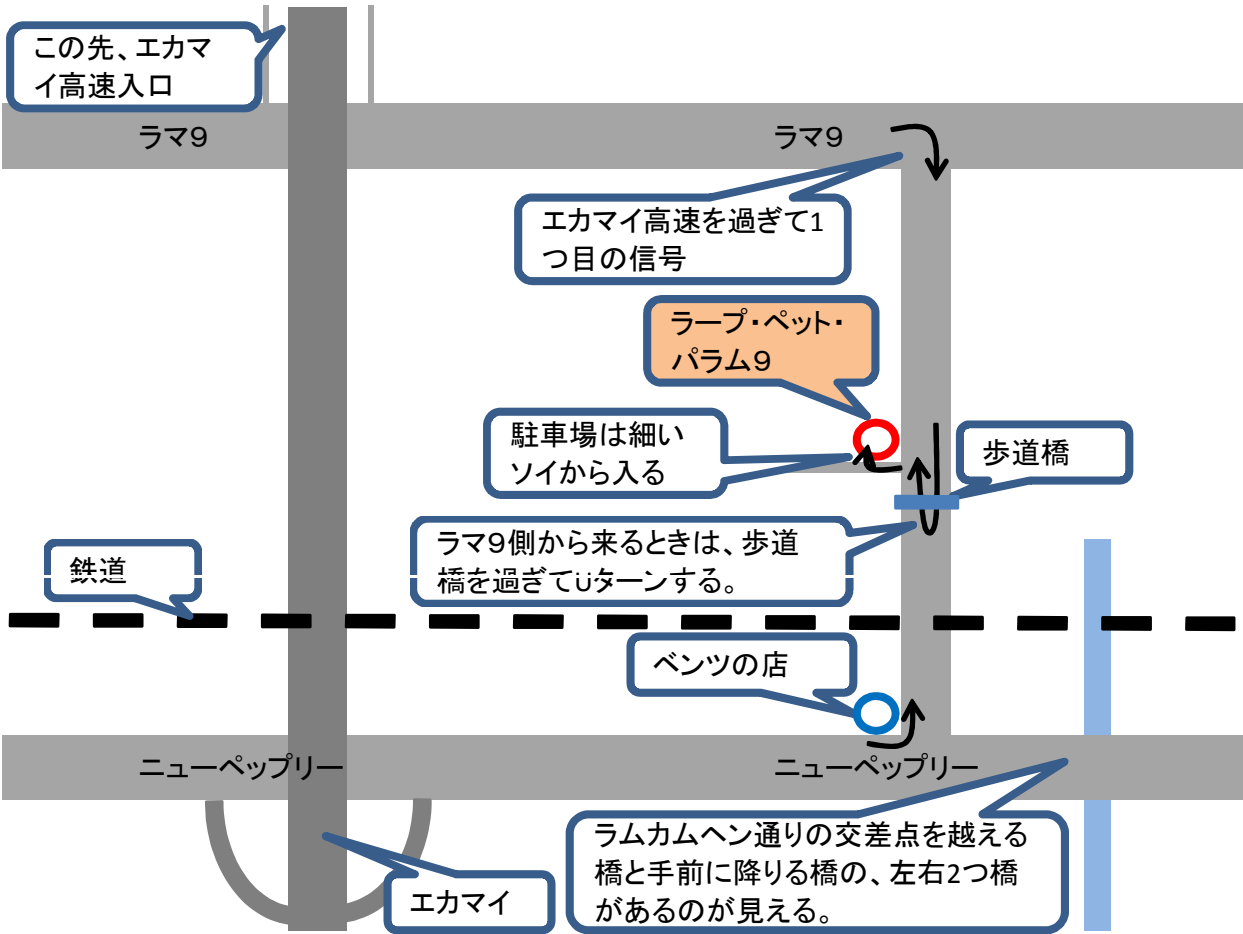 この先、エカマ
イ高速入口
ラマ９
ラマ９
エカマイ高速を過ぎて1
つ目の信号
ラープ・ペット・
パラム９
駐車場は細い
ソイから入る
歩道橋
ラマ９側から来るときは、歩道
橋を過ぎてUターンする。
鉄道
ベンツの店
ニューペップリー
ニューペップリー
ラムカムヘン通りの交差点を越える
橋と手前に降りる橋の、左右2つ橋
があるのが見える。
エカマイ